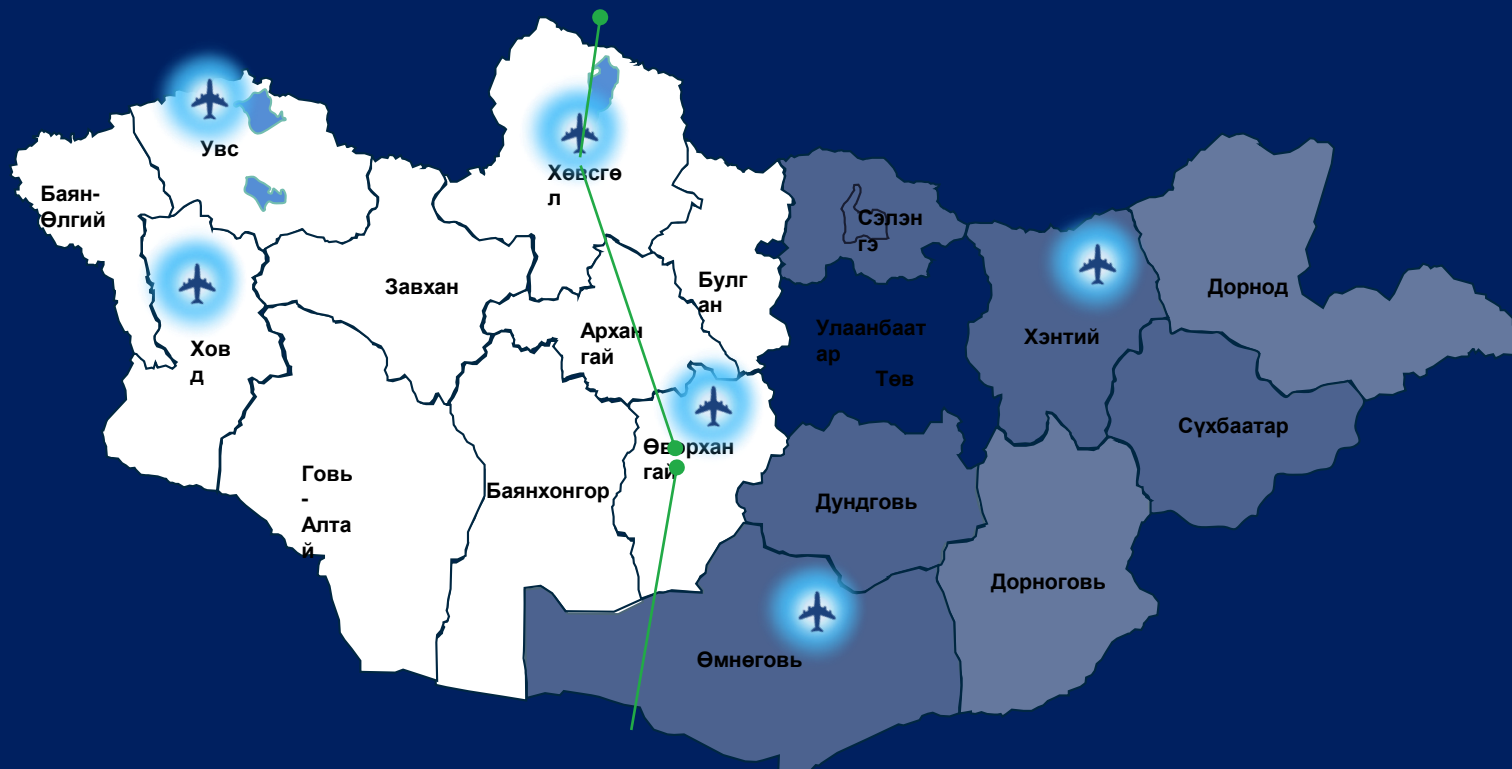 Увс
Баян-
Өлгий
Хов
д
Завхан
Говь
-
Алта
й
Хөвсгө
л
Архан
гай
Булг
ан
Баянхонгор
Өвөрхан
гай
Сэлэн
гэ
Улаанбаат
ар
Төв
Хэнтий
Дорнод
Сүхбаатар
Дундговь
Дорноговь
Өмнөговь